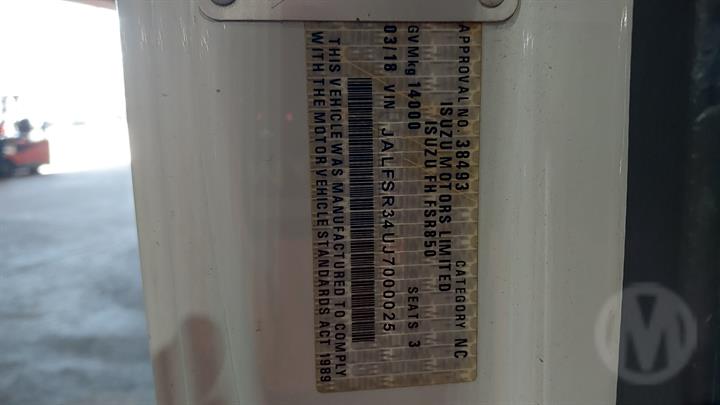 APPROVAL NO. 38493 CATEGORY NC
ISUZU MOTORS LIMITED
ISUZU FH FSR850
GVM kg 14000 SEATS 3
03/18 VIN JALFSR34UJ7000025
THIS VEHICLE WAS MANUFACTURED TO COMPLY
WITH THE MOTOR VEHICLE STANDARDS ACT 1989
M